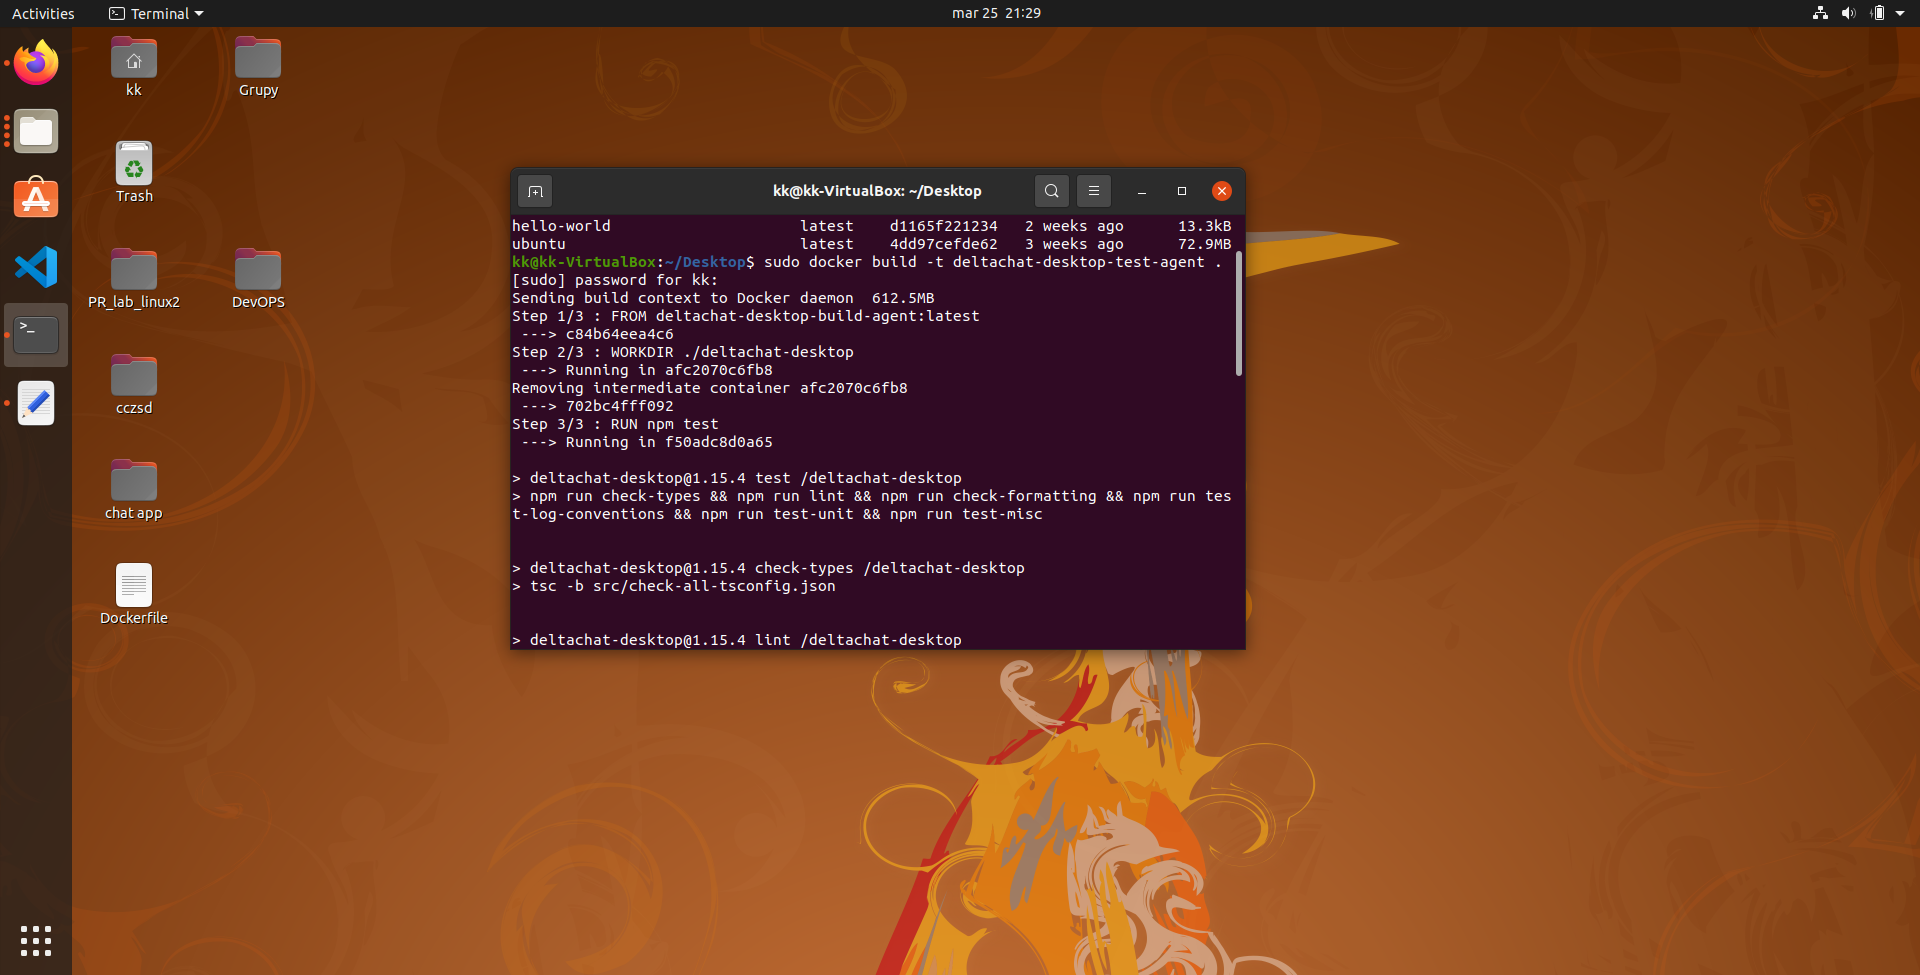 Activities
Terminal
mar 25 21:29
kk
Grupy
Trash
PR_lab_linux2
DevOPS
cczsd
chat app
Dockerfile
kk@kk-VirtualBox: ~/Desktop
hello-world latest d1165f221234 2 weeks ago 13.3kB
ubuntu latest 4dd97cefde62 3 weeks ago 72.9MB
kk@kk-VirtualBox:~/Desktop$ sudo docker build -t deltachat-desktop-test-agent .
[sudo] password for kk:
Sending build context to Docker daemon 612.5MB
Step 1/3 : FROM deltachat-desktop-build-agent:latest
---> c84b64eea4c6
Step 2/3 : WORKDIR ./deltachat-desktop
---> Running in afc2070c6fb8
Removing intermediate container afc2070c6fb8
---> 702bc4fff092
Step 3/3 : RUN npm test
---> Running in f50adc8d0a65
> deltachat-desktop@1.15.4 test /deltachat-desktop
> npm run check-types && npm run lint && npm run check-formatting && npm run tes
t-log-conventions && npm run test-unit && npm run test-misc
> deltachat-desktop@1.15.4 check-types /deltachat-desktop
> tsc -b src/check-all-tsconfig.json
> deltachat-desktop@1.15.4 lint /deltachat-desktop